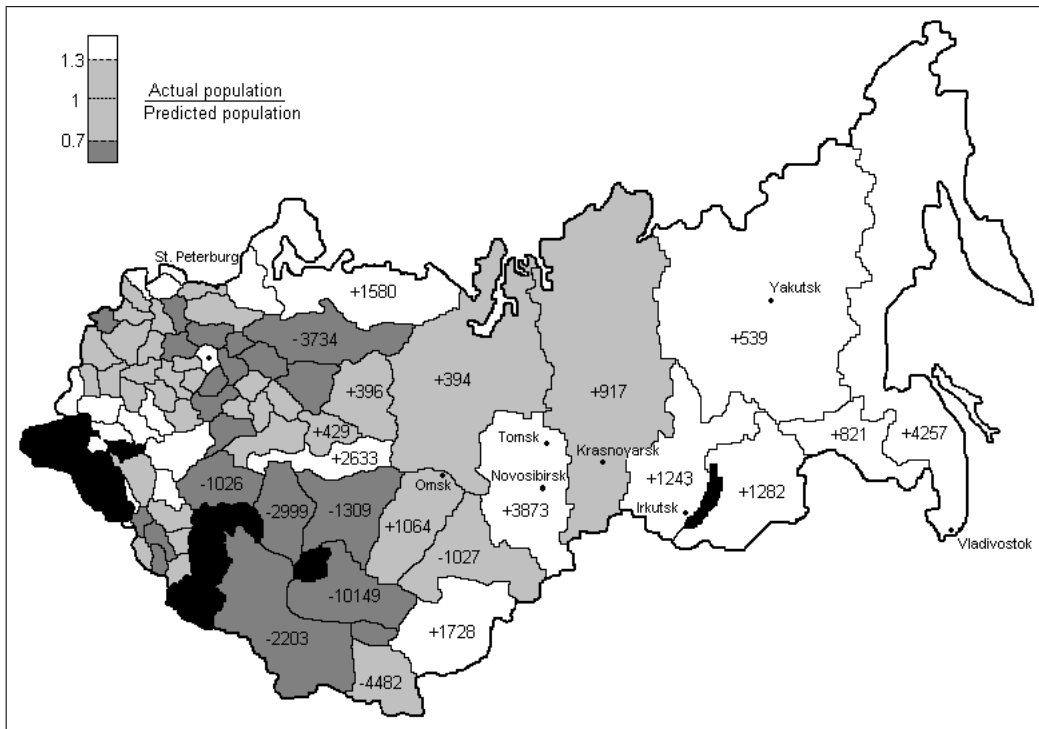 1.3
1
0.7
Actual population
Predicted population
St. Peterburg
+1580
Yakutsk
+539
-3734
+394
+396
+917
+429
Tomsk
+821
+4257
+2633
Krasnoyarsk
Omsk
Novosibirsk
+1243
-1026
+1282
-2999
-1309
+3873
Irkutsk
+1064
Vladivostok
-1027
-10149
-2203
+1728
-4482